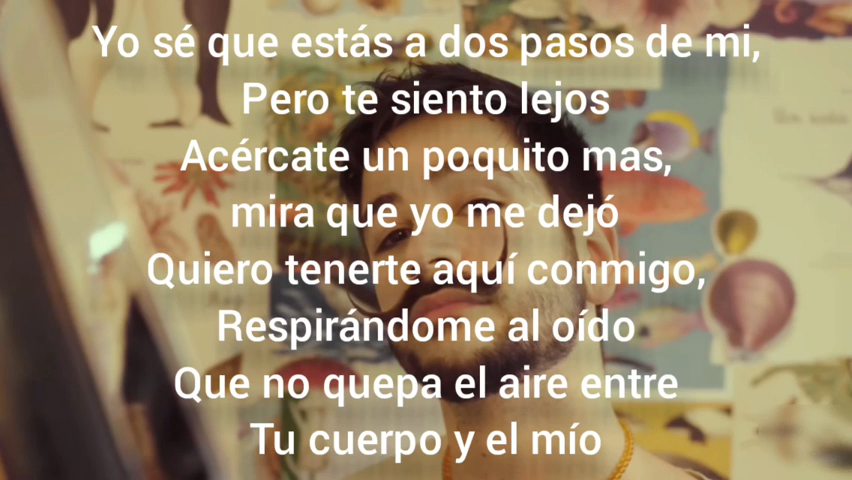 Yo sé que estás a dos pasos de mi,
Pero te siento lejos
Acércate un poquito mas,
mira que yo me dejó
Quiero tenerte aquí conmigo,
Respirándome al oído
Que no quepa el aire entre
Tu cuerpo y el mío